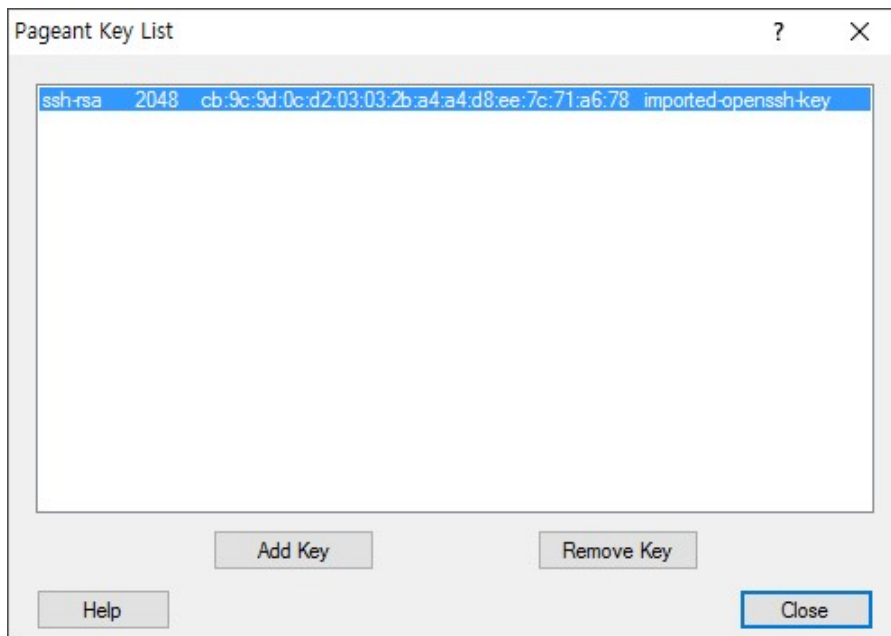 Pageant Key List ? ×
ssh-rsa 2048 cb:9c:9d:0c:d2:03:03:2b:a4:a4:d8:ee:7c:71:a6:78 imported-openssh-key
Add Key Remove Key
Help Close